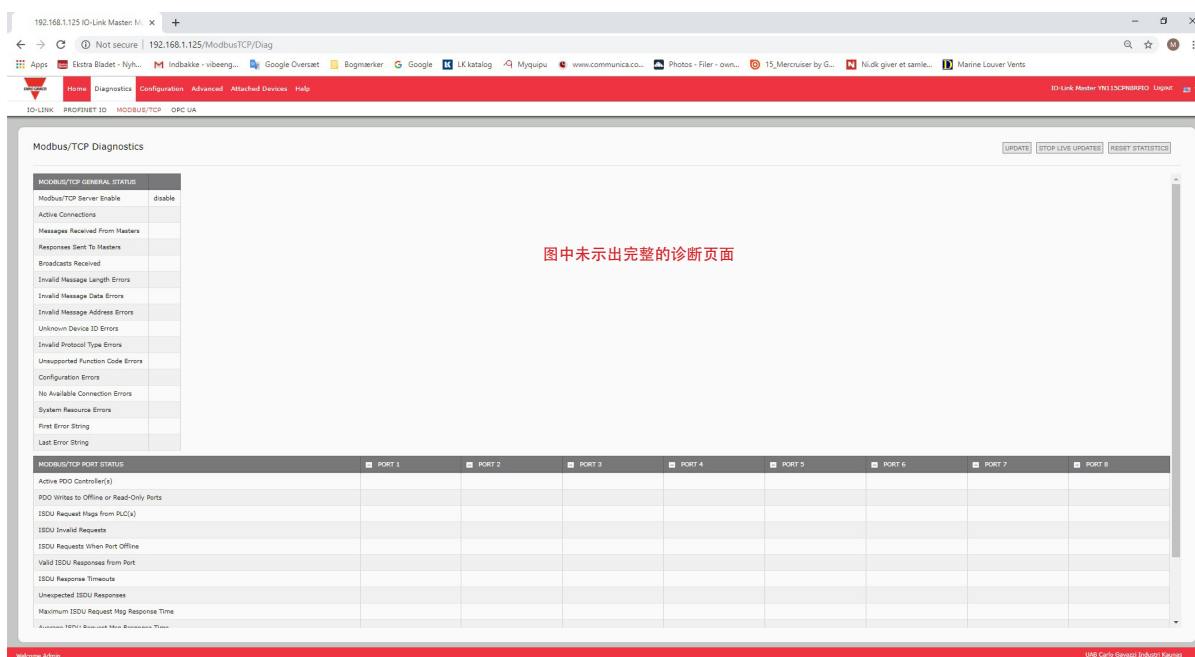 192.168.1.125 IO-Link Master: M
Not secure | 192.168.1.125/ModbusTCP/Diag
Apps Ekstra Bladet - Nyh... Indbakke - vibeeng... Google Oversæt Bogmærker Google LK katalog Myquipu www.communica.co... Photos - Filer - own... 15_Mercruiser by G... Ni.dk giver et samle... Marine Louver Vents
Home Diagnostics Configuration Advanced Attached Devices Help
IO-Link Master YN115CPN8RPIO Logout
IO-LINK PROFINET IO MODBUS/TCP OPC UA
Modbus/TCP Diagnostics
UPDATE STOP LIVE UPDATES RESET STATISTICS
MODBUS/TCP GENERAL STATUS
Modbus/TCP Server Enable disable
Active Connections
Messages Received From Masters
Responses Sent To Masters
图中未示出完整的诊断页面
Broadcasts Received
Invalid Message Length Errors
Invalid Message Data Errors
Invalid Message Address Errors
Unknown Device ID Errors
Invalid Protocol Type Errors
Unsupported Function Code Errors
Configuration Errors
No Available Connection Errors
System Resource Errors
First Error String
Last Error String
MODBUS/TCP PORT STATUS PORT 1 PORT 2 PORT 3 PORT 4 PORT 5 PORT 6 PORT 7 PORT 8
Active PDO Controller(s)
PDO Writes to Offline or Read-Only Ports
ISDU Request Msgs from PLC(s)
ISDU Invalid Requests
ISDU Requests When Port Offline
Valid ISDU Responses from Port
ISDU Response Timeouts
Unexpected ISDU Responses
Maximum ISDU Request Msg Response Time
Average ISDU Request Msg Response Time
Welcome Admin
UAB Carlo Gavazzi Industri Kaunas